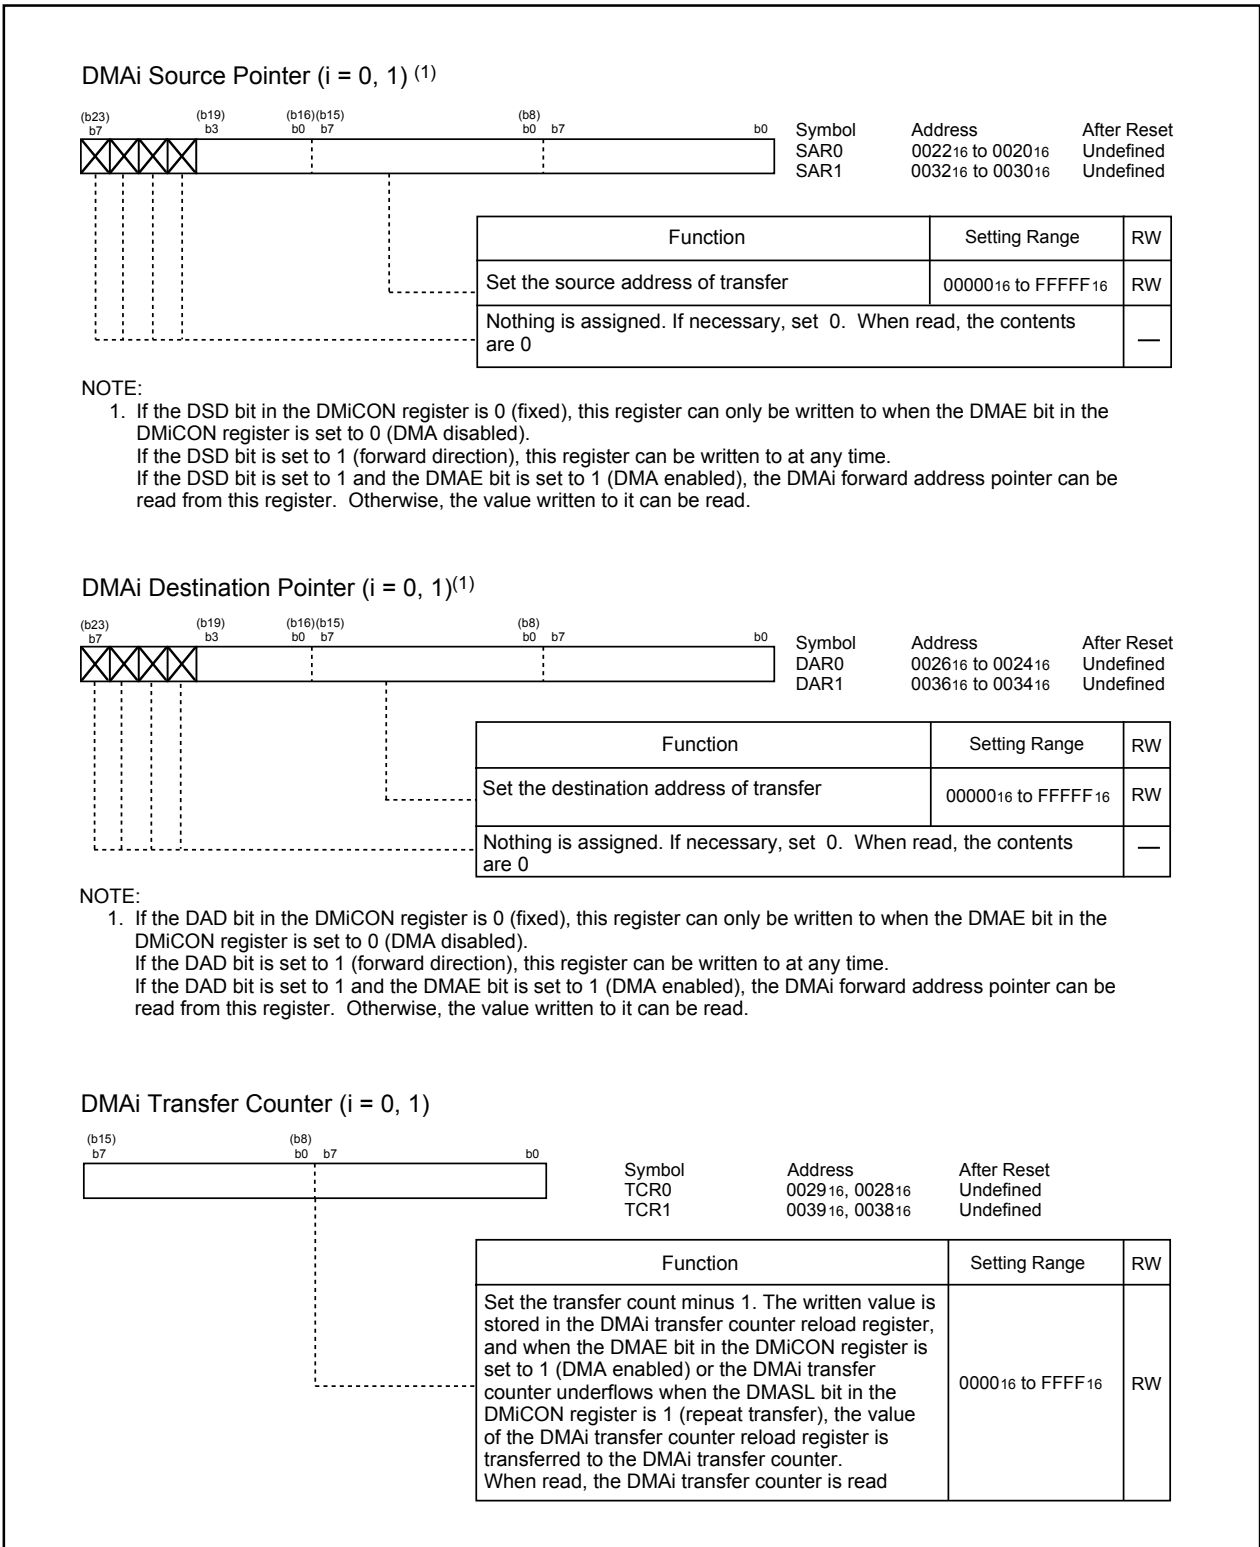 DMAi Source Pointer (i = 0, 1) (1)
(b23) (b19) (b16)(b15) (b8)
b7 b3 b0 b7 b0 b7 b0
Symbol Address After Reset
SAR0 002216 to 002016 Undefined
SAR1 003216 to 003016 Undefined
Function Setting Range RW
Set the source address of transfer 0000016 to FFFFF16 RW
Nothing is assigned. If necessary, set 0. When read, the contents
are 0 —
NOTE:
1. If the DSD bit in the DMiCON register is 0 (fixed), this register can only be written to when the DMAE bit in the
DMiCON register is set to 0 (DMA disabled).
If the DSD bit is set to 1 (forward direction), this register can be written to at any time.
If the DSD bit is set to 1 and the DMAE bit is set to 1 (DMA enabled), the DMAi forward address pointer can be
read from this register. Otherwise, the value written to it can be read.
DMAi Destination Pointer (i = 0, 1)(1)
(b23) (b19) (b16)(b15) (b8)
b7 b3 b0 b7 b0 b7 b0
Symbol Address After Reset
DAR0 002616 to 002416 Undefined
DAR1 003616 to 003416 Undefined
Function Setting Range RW
Set the destination address of transfer 0000016 to FFFFF16 RW
Nothing is assigned. If necessary, set 0. When read, the contents
are 0 —
NOTE:
1. If the DAD bit in the DMiCON register is 0 (fixed), this register can only be written to when the DMAE bit in the
DMiCON register is set to 0 (DMA disabled).
If the DAD bit is set to 1 (forward direction), this register can be written to at any time.
If the DAD bit is set to 1 and the DMAE bit is set to 1 (DMA enabled), the DMAi forward address pointer can be
read from this register. Otherwise, the value written to it can be read.
DMAi Transfer Counter (i = 0, 1)
(b15) (b8)
b7 b0 b7 b0
Symbol Address After Reset
TCR0 002916, 002816 Undefined
TCR1 003916, 003816 Undefined
Function Setting Range RW
Set the transfer count minus 1. The written value is
stored in the DMAi transfer counter reload register,
and when the DMAE bit in the DMiCON register is
set to 1 (DMA enabled) or the DMAi transfer
counter underflows when the DMASL bit in the 000016 to FFFF16 RW
DMiCON register is 1 (repeat transfer), the value
of the DMAi transfer counter reload register is
transferred to the DMAi transfer counter.
When read, the DMAi transfer counter is read